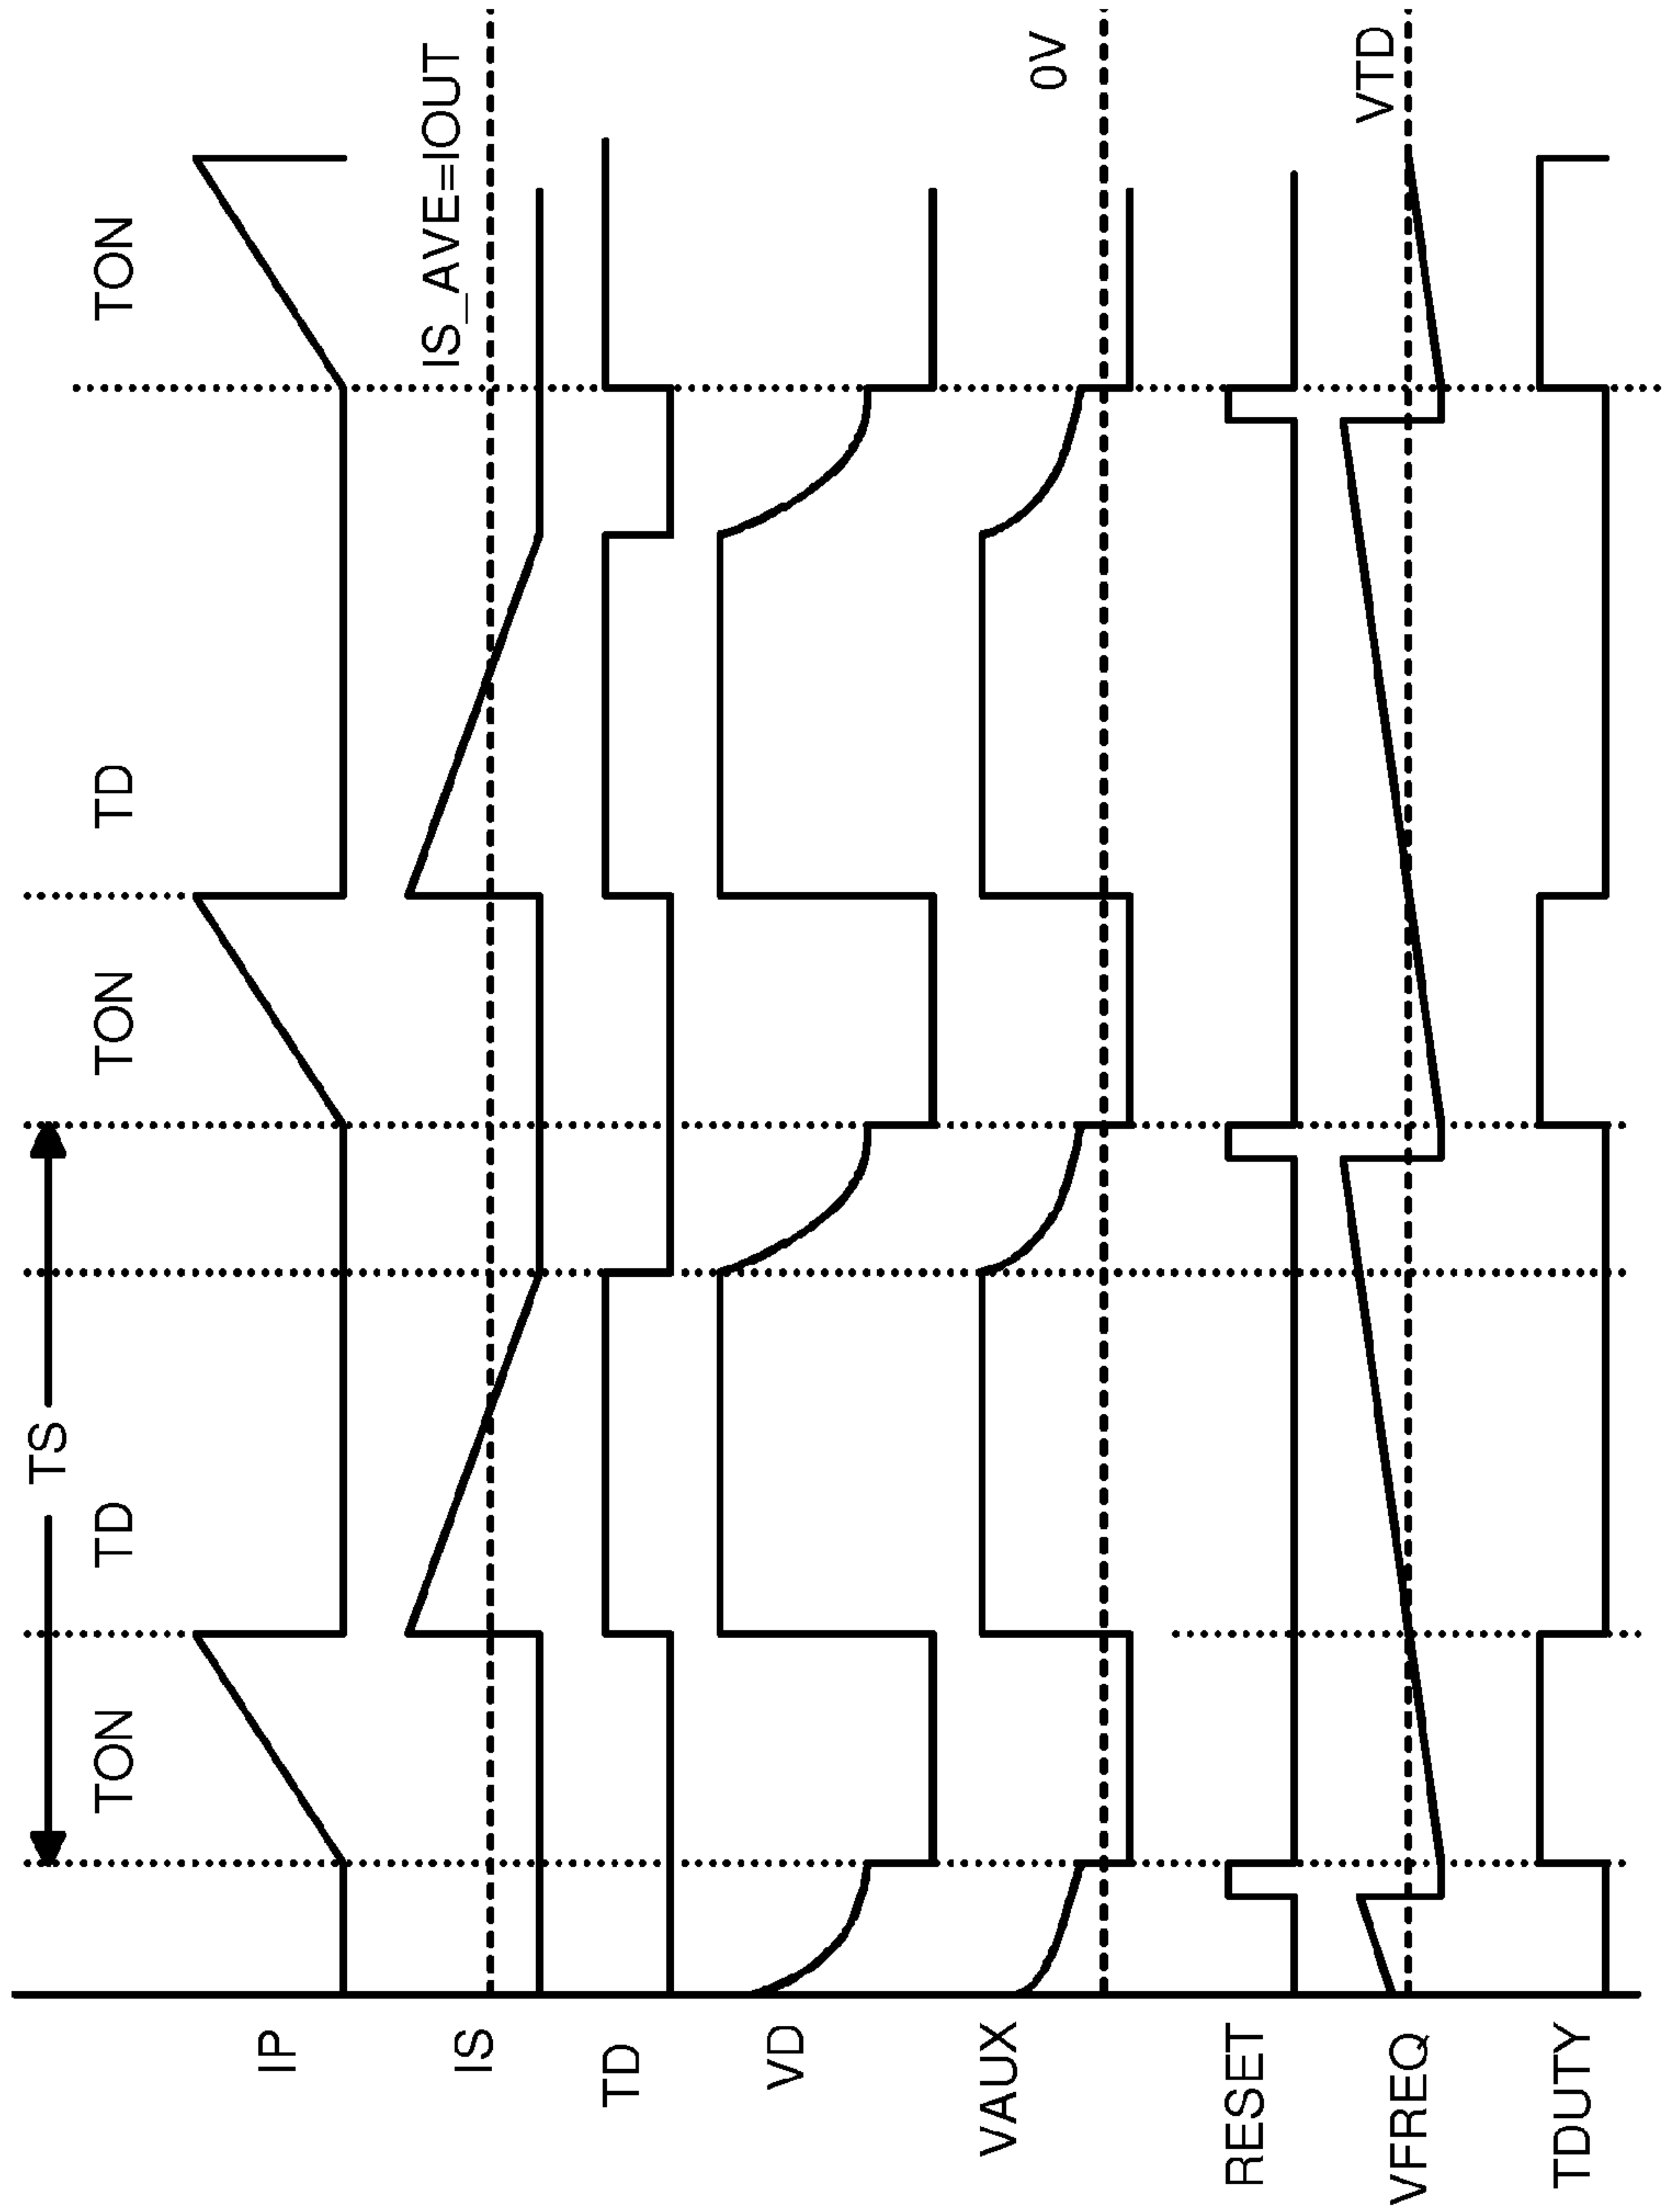 TS
TON
TD
TON
TD
TON
IP
IS_AVE=IOUT
IS
TD
VD
0V
VAUX
RESET
VTD
VFREQ
TDUTY